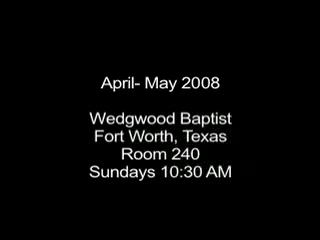 April- May 2008
Wedgwood Baptist
Fort Worth, Texas
Room 240
Sundays 10:30 AM